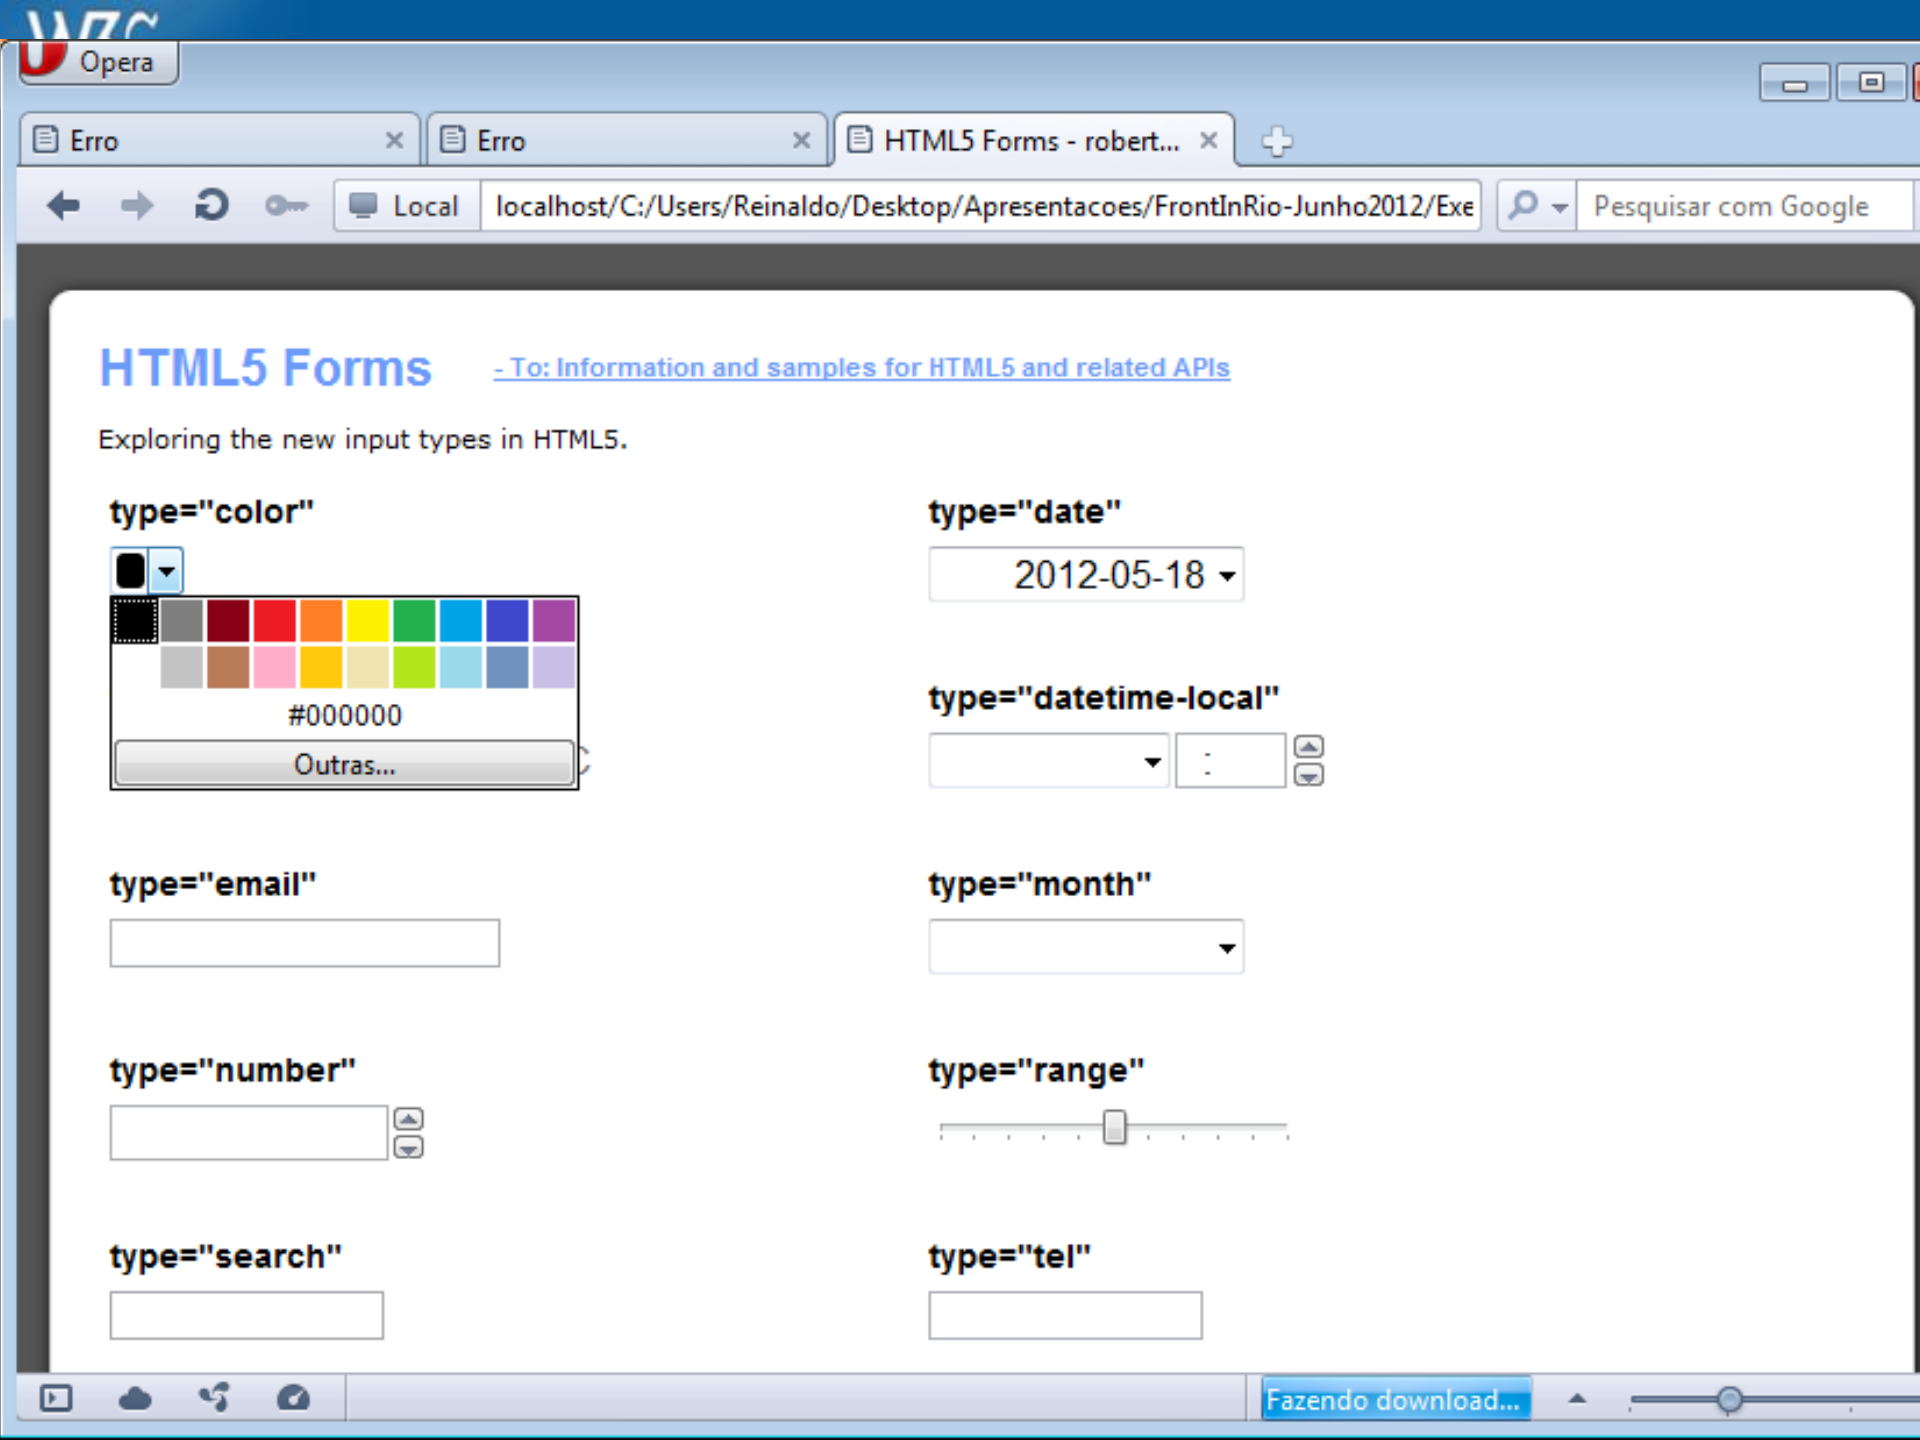 W3C
Opera
Erro
Erro
HTML5 Forms - robert...
Local
localhost/C:/Users/Reinaldo/Desktop/Apresentacoes/FrontInRio-Junho2012/Exe
Pesquisar com Google
HTML5 Forms
- To: Information and samples for HTML5 and related APIs
Exploring the new input types in HTML5.
type="color"
type="date"
2012-05-18
#000000
Outras...
type="datetime-local"
:
type="email"
type="month"
type="number"
type="range"
type="search"
type="tel"
Fazendo download...